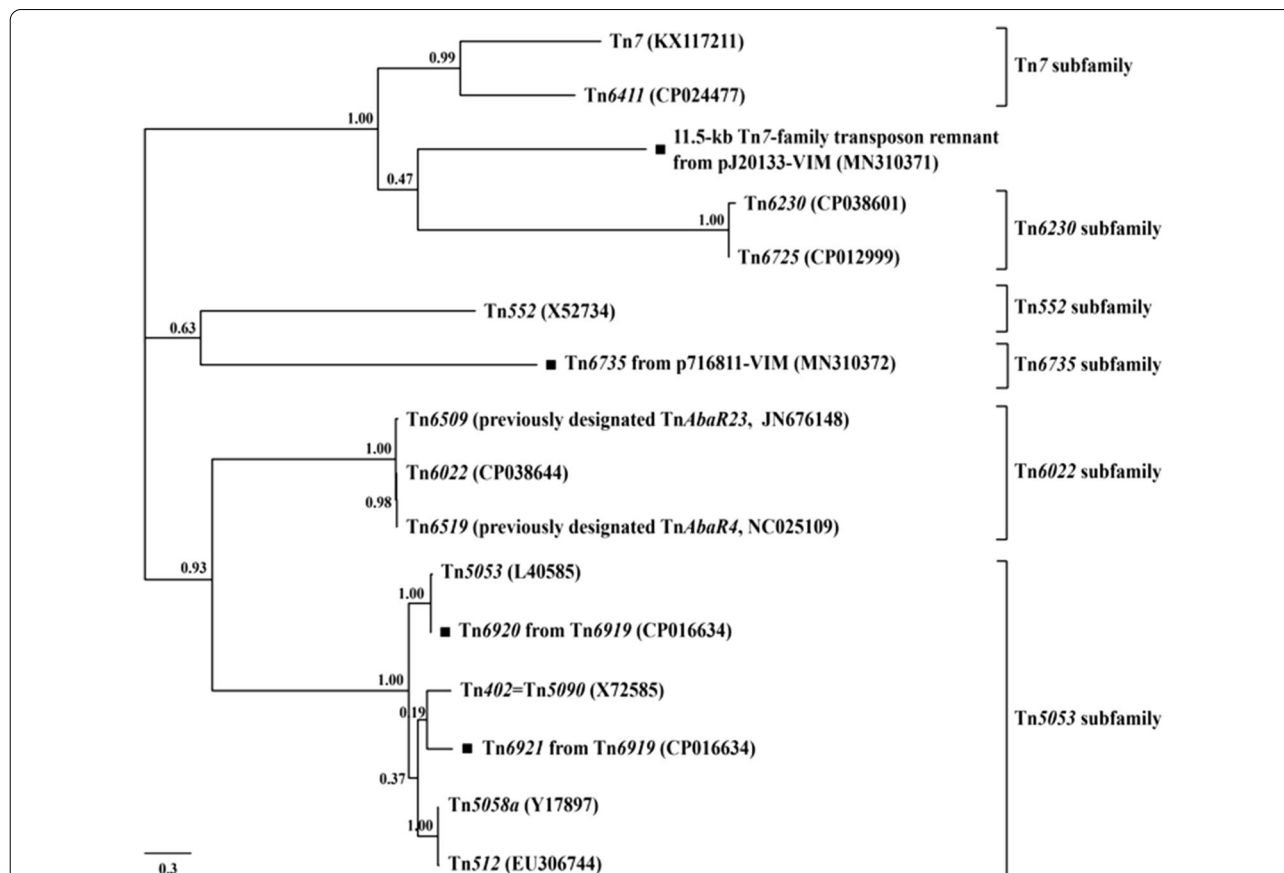 Tn7 (KX117211)
0.99
Tn7 subfamily
Tn6411 (CP024477)
1.00
11.5-kb Tn7-family transposon remnant
from pJ20133-VIM (MN310371)
0.47
Tn6230 (CP038601)
1.00
Tn6230 subfamily
Tn6725 (CP012999)
Tn552 (X52734)
Tn552 subfamily
0.63
Tn6735 from p716811-VIM (MN310372)
Tn6735 subfamily
Tn6509 (previously designated TnAbaR23, JN676148)
1.00
Tn6022 (CP038644)
Tn6022 subfamily
0.98
Tn6519 (previously designated TnAbaR4, NC025109)
0.93
Tn5053 (L40585)
1.00
Tn6920 from Tn6919 (CP016634)
1.00
Tn402=Tn5090 (X72585)
0.19
Tn5053 subfamily
Tn6921 from Tn6919 (CP016634)
0.37
Tn5058a (Y17897)
1.00
Tn512 (EU306744)
0.3